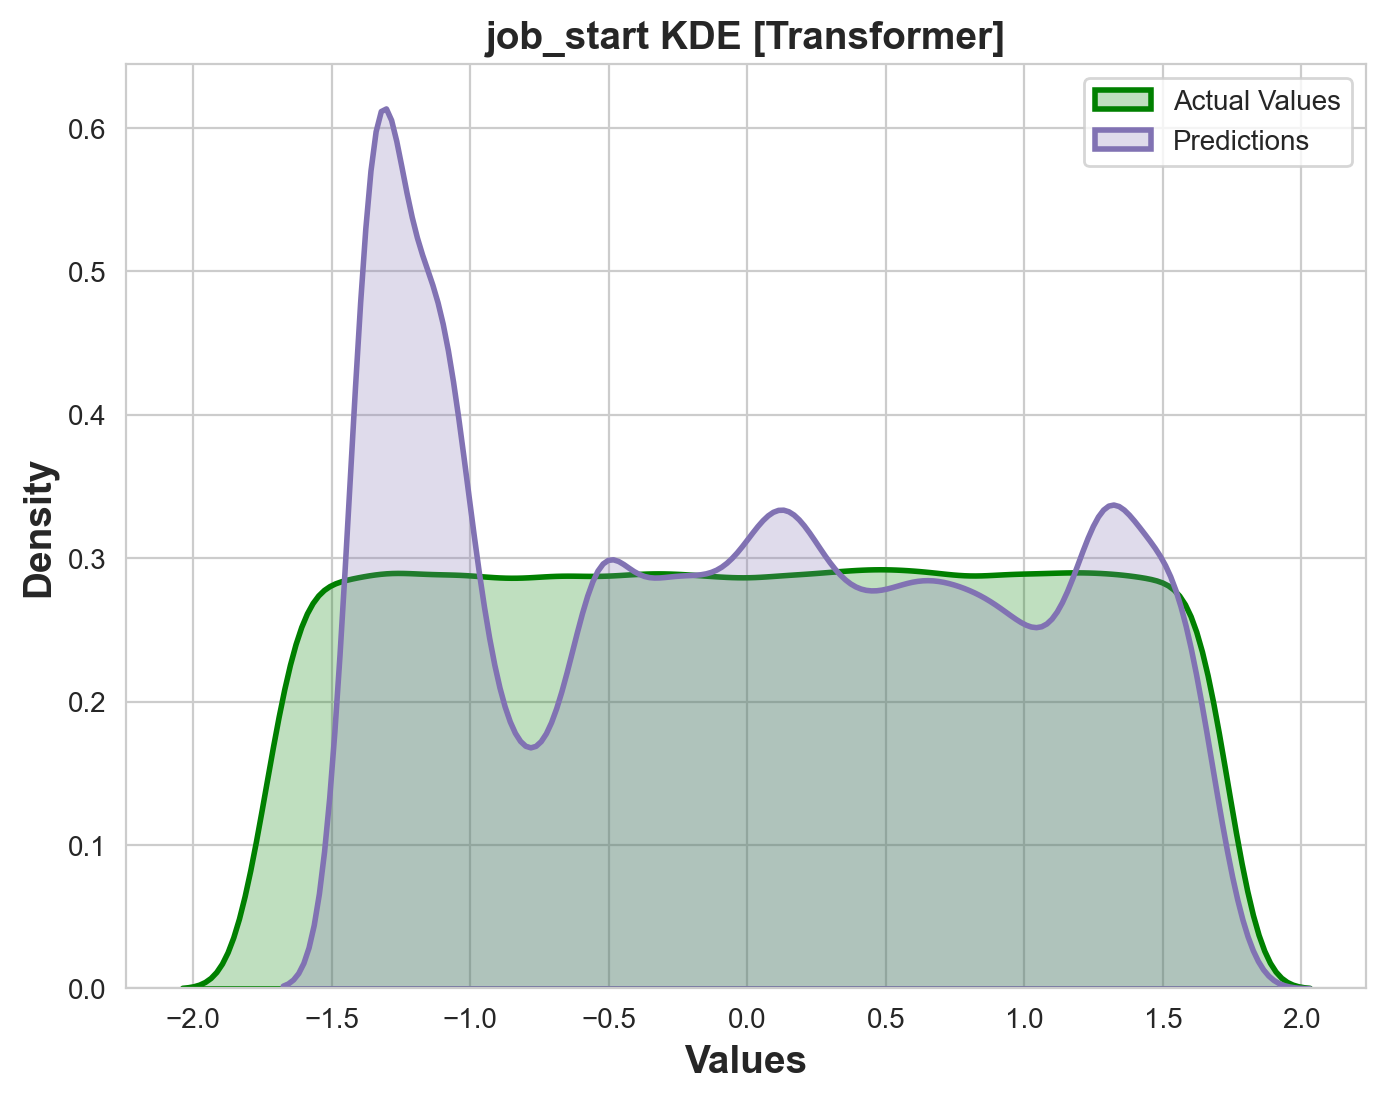 job_start KDE [Transformer]
Actual Values
Predictions
Density
0.6
0.5
0.4
0.3
0.2
0.1
0.0
−2.0 −1.5 −1.0 −0.5 0.0 0.5 1.0 1.5 2.0
Values